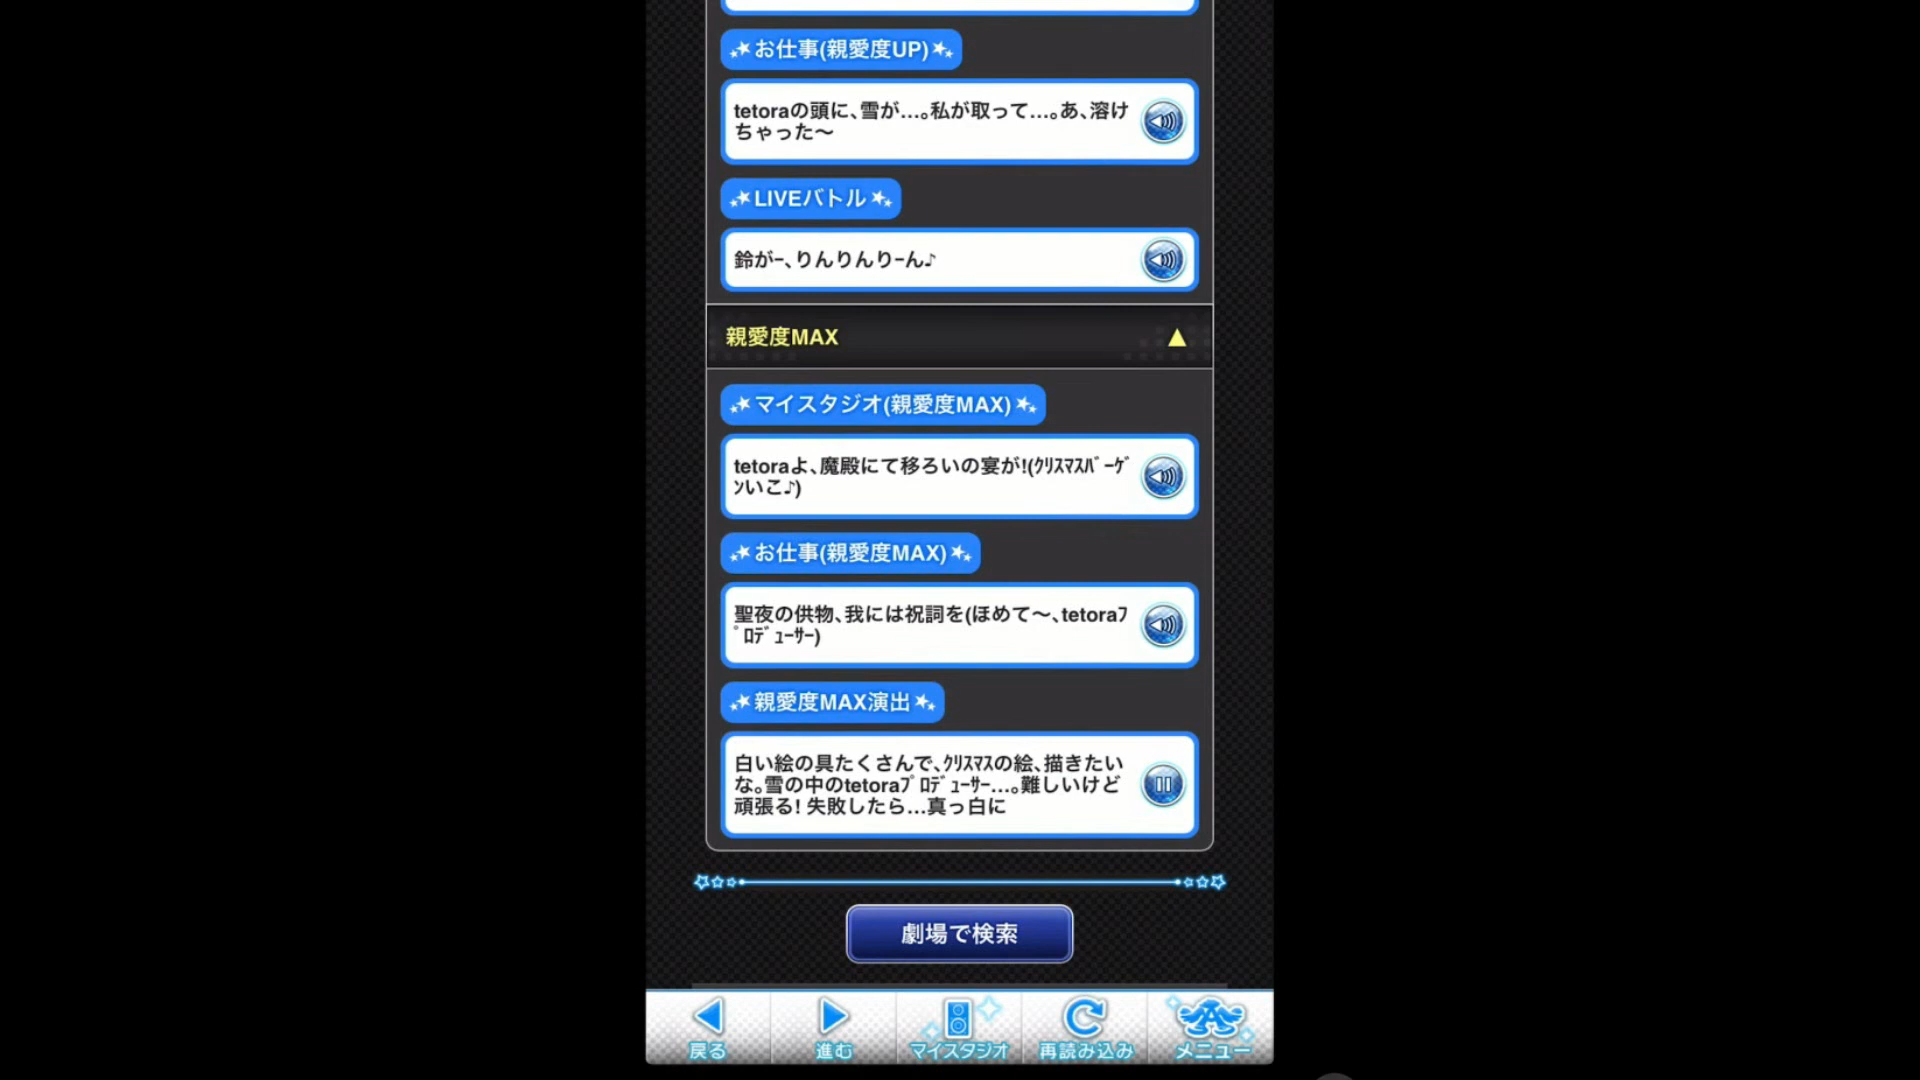 お仕事(親愛度UP)
tetoraの頭に､雪が…｡私が取って…｡あ､溶け
ちゃった～
LIVEバトル
鈴がｰ､りんりんりｰん♪
親愛度MAX
マイスタジオ(親愛度MAX)
tetoraよ､魔殿にて移ろいの宴が!(ｸﾘｽﾏｽﾊﾞｰｹﾞ
ﾝいこ♪)
お仕事(親愛度MAX)
聖夜の供物､我には祝詞を(ほめて～､tetoraﾌ
ﾟﾛﾃﾞｭｰｻｰ)
親愛度MAX演出
白い絵の具たくさんで､ｸﾘｽﾏｽの絵､描きたい
な｡雪の中のtetoraﾌﾟﾛﾃﾞｭｰｻｰ…｡難しいけど
頑張る! 失敗したら…真っ白に
劇場で検索
戻る
進む
マイスタジオ
再読み込み
メニュー